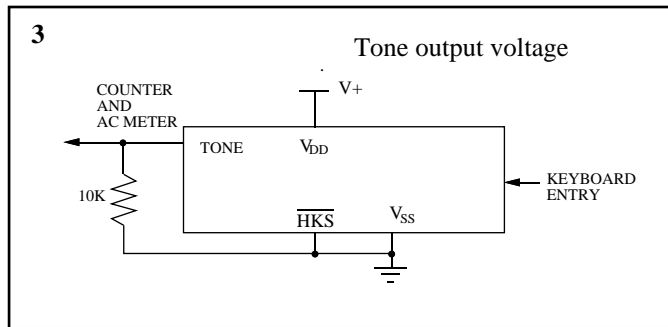 3
Tone output voltage
V+
COUNTER
AND
AC METER
TONE
VDD
KEYBOARD
ENTRY
10K
HKS
VSS